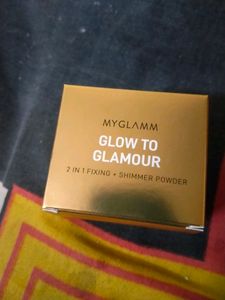 MYGLAMM
GLOW TO
GLAMOUR
2 IN 1 FIXING + SHIMMER POWDER